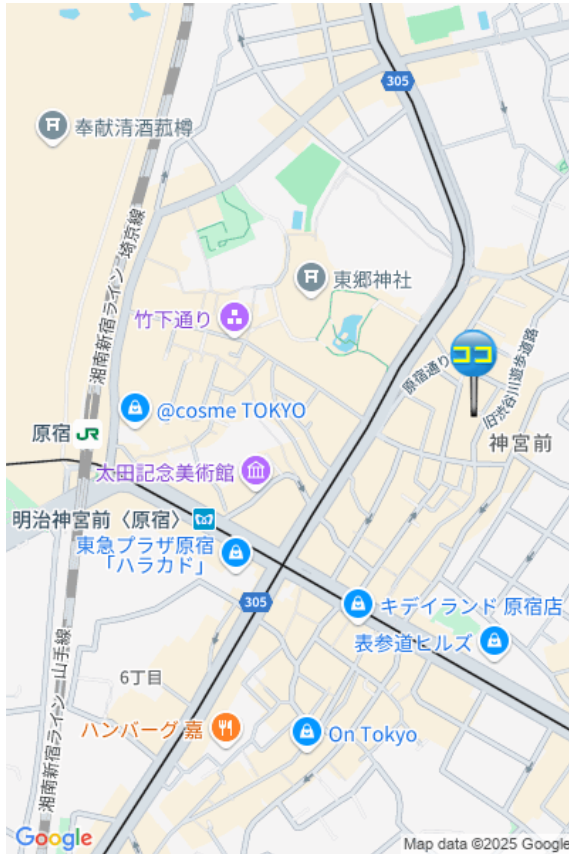 305
奉献清酒菰樽
湘南新宿ライン 埼京線
東郷神社
竹下通り
ココ
原宿通り
旧渋谷川遊歩道路
@cosme TOKYO
原宿 JR
神宮前
太田記念美術館
明治神宮前〈原宿〉
東急プラザ原宿
「ハラカド」
305
キデイランド 原宿店
表参道ヒルズ
6丁目
湘南新宿ライン 山手線
ハンバーグ 嘉
On Tokyo
Google
Map data ©2025 Google